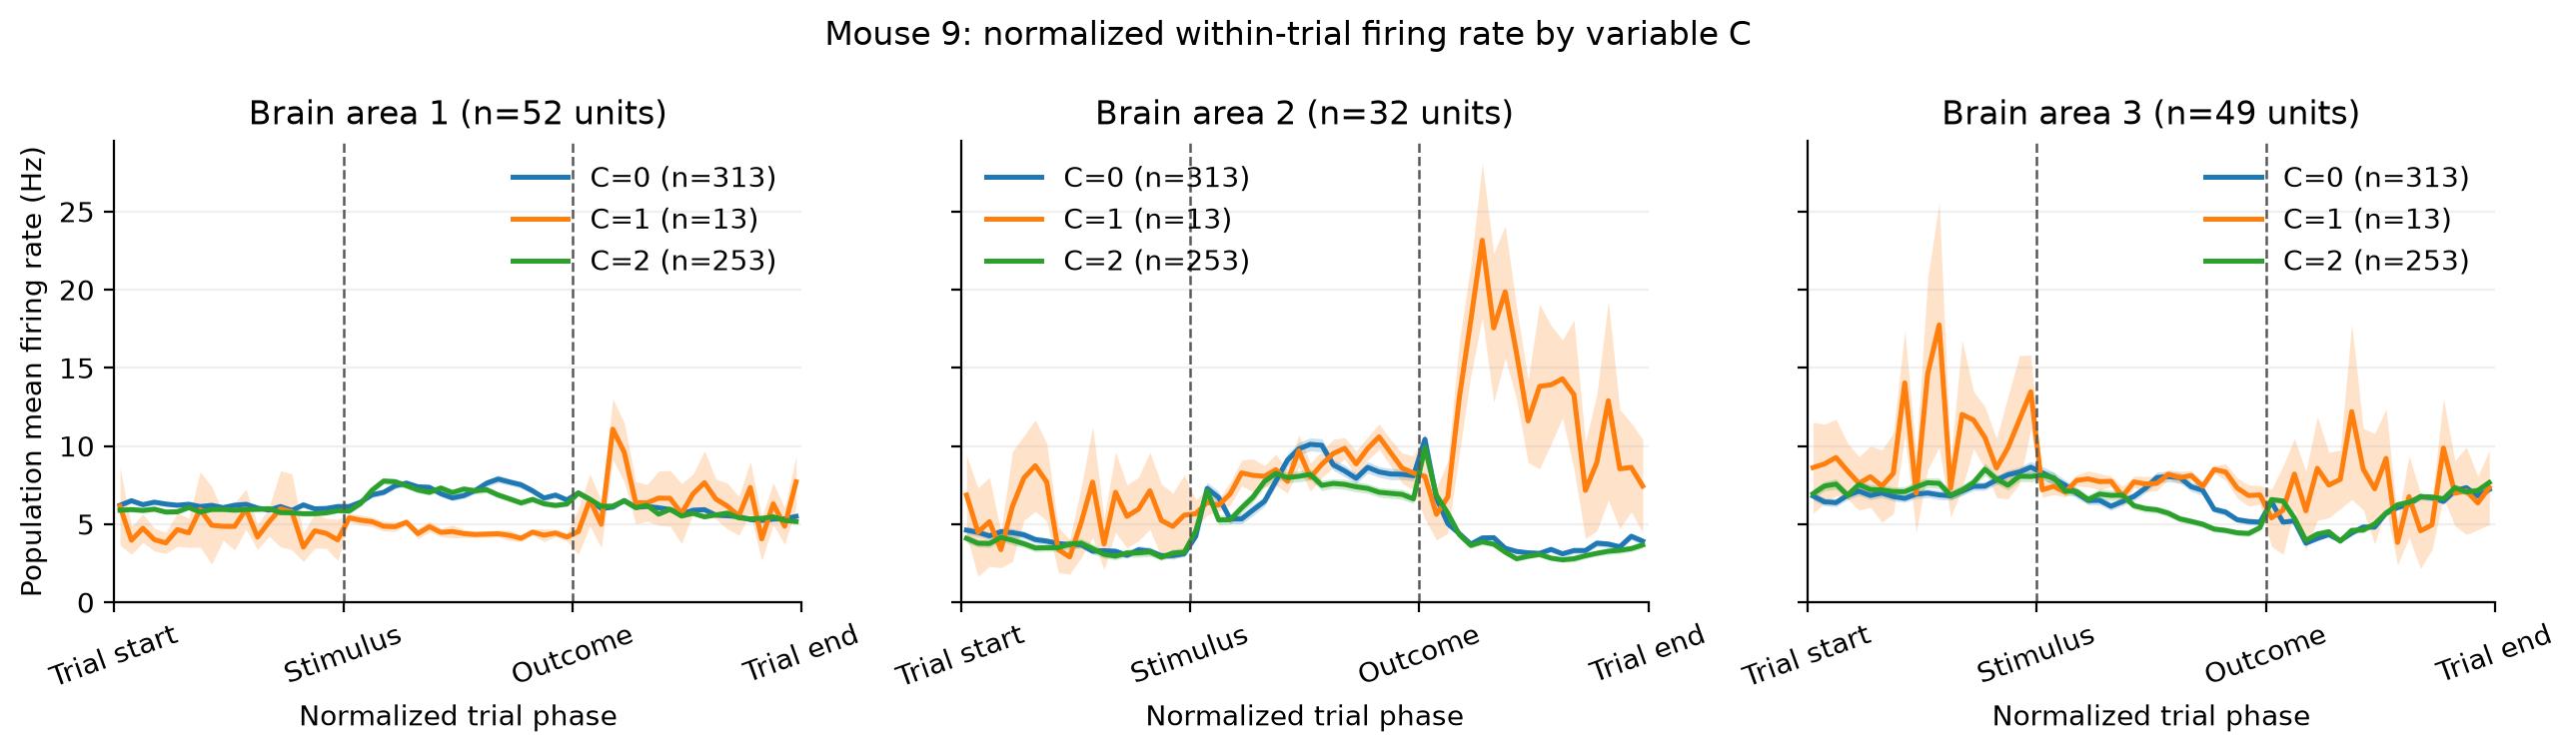 Mouse 9: normalized within-trial firing rate by variable C
Brain area 1 (n=52 units)
Population mean firing rate (Hz)
25
20
15
10
5
0
C=0 (n=313)
C=1 (n=13)
C=2 (n=253)
Trial start
Stimulus
Outcome
Trial end
Normalized trial phase
Brain area 2 (n=32 units)
C=0 (n=313)
C=1 (n=13)
C=2 (n=253)
Trial start
Stimulus
Outcome
Trial end
Normalized trial phase
Brain area 3 (n=49 units)
C=0 (n=313)
C=1 (n=13)
C=2 (n=253)
Trial start
Stimulus
Outcome
Trial end
Normalized trial phase